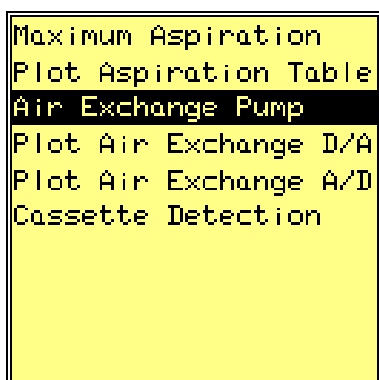 Maximum Aspiration
Plot Aspiration Table
Air Exchange Pump
Plot Air Exchange D/A
Plot Air Exchange A/D
Cassette Detection